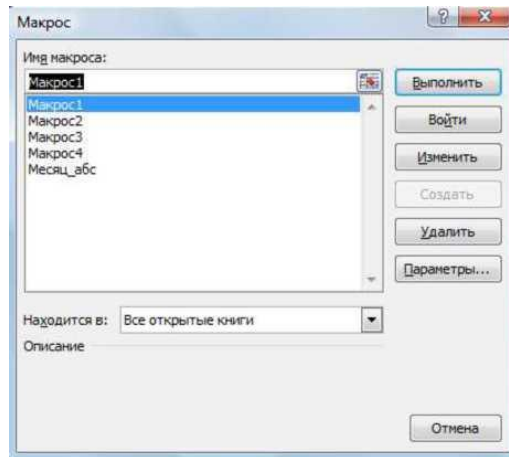 Макрос
Имя макроса:
Макрос1
Выполнить
Макрос1
Макрос2
Макрос3
Макрос4
Месяц_абс
Войти
Изменить
Создать
Удалить
Параметры...
Находится в: Все открытые книги
Описание
Отмена